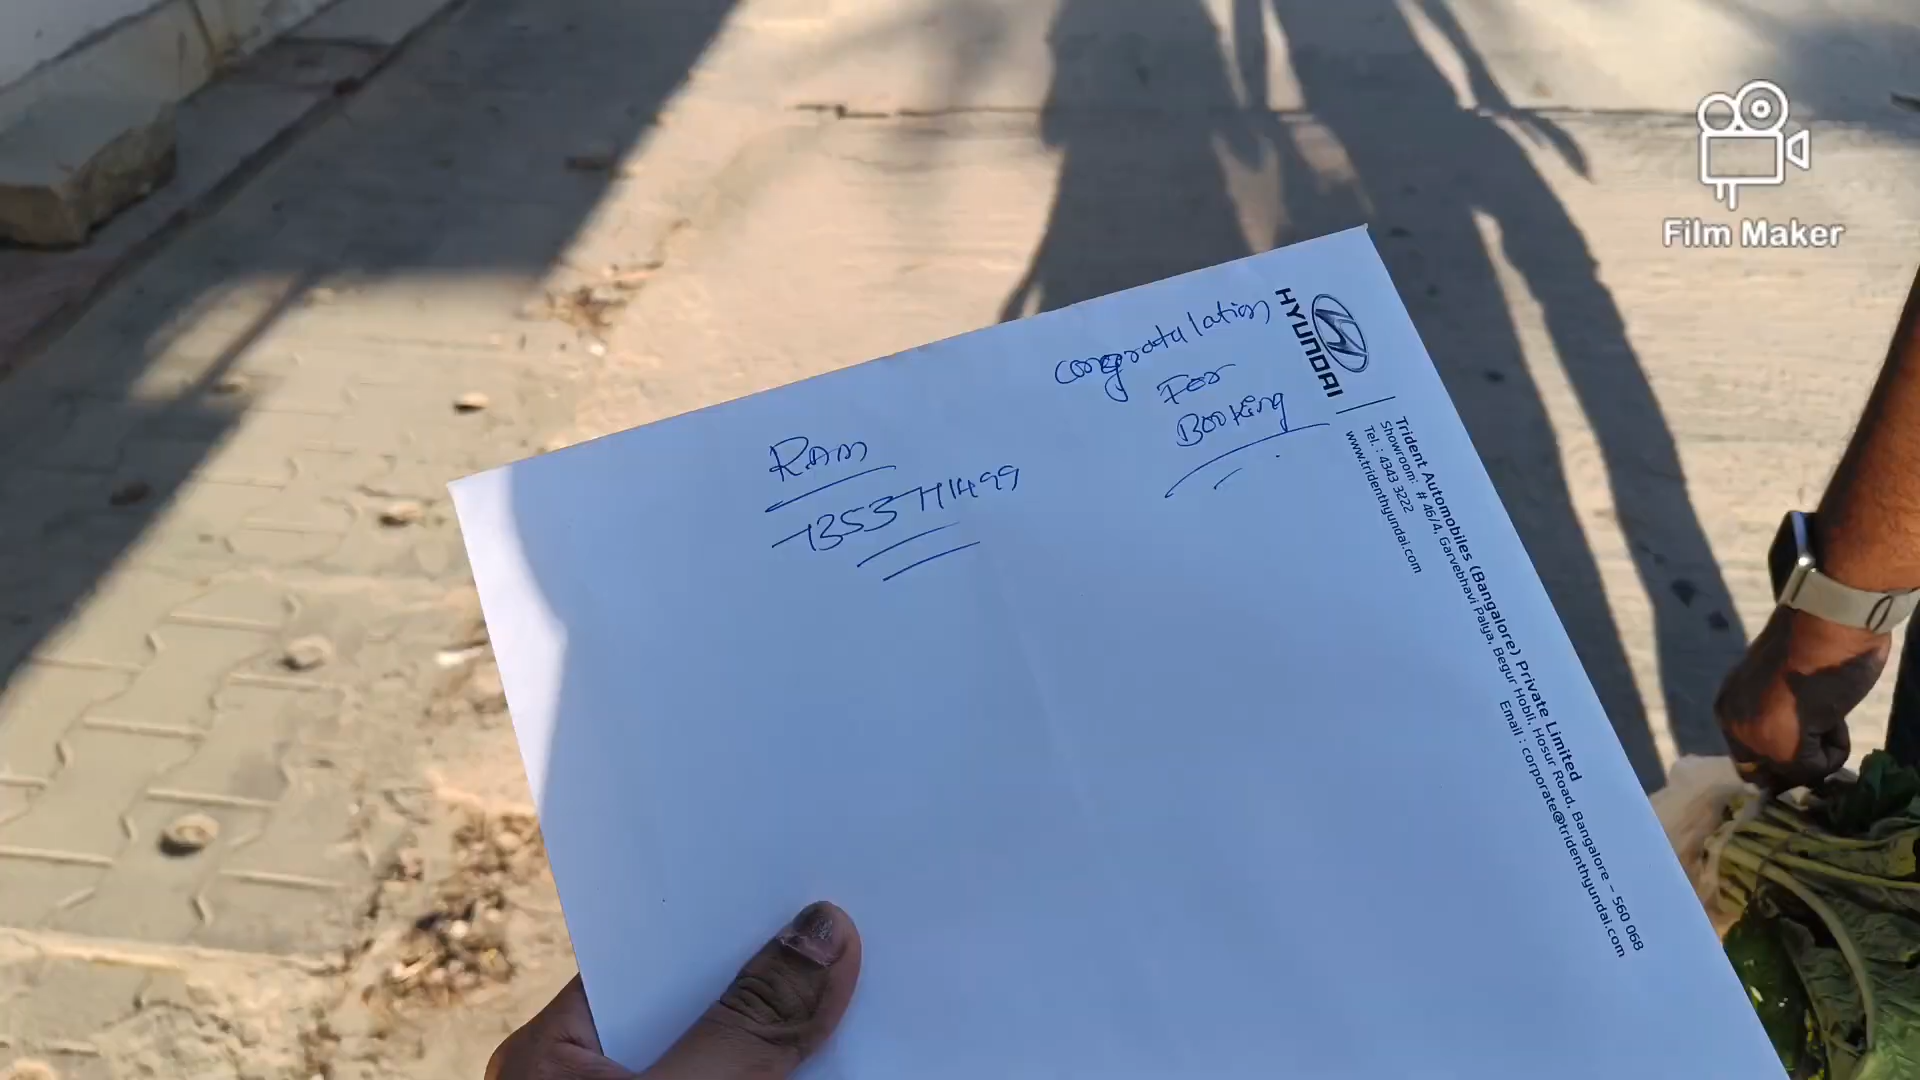 Film Maker
HYUNDAI
Trident Automobiles (Bangalore) Private Limited
Showroom: # 46/4, Garvebhavi Palya, Begur Hobli, Hosur Road, Bangalore - 560 068
Tel.: 4343 3222
Email : corporate@tridenthyundai.com
www.tridenthyundai.com
congratulation
For
Booking
RAM